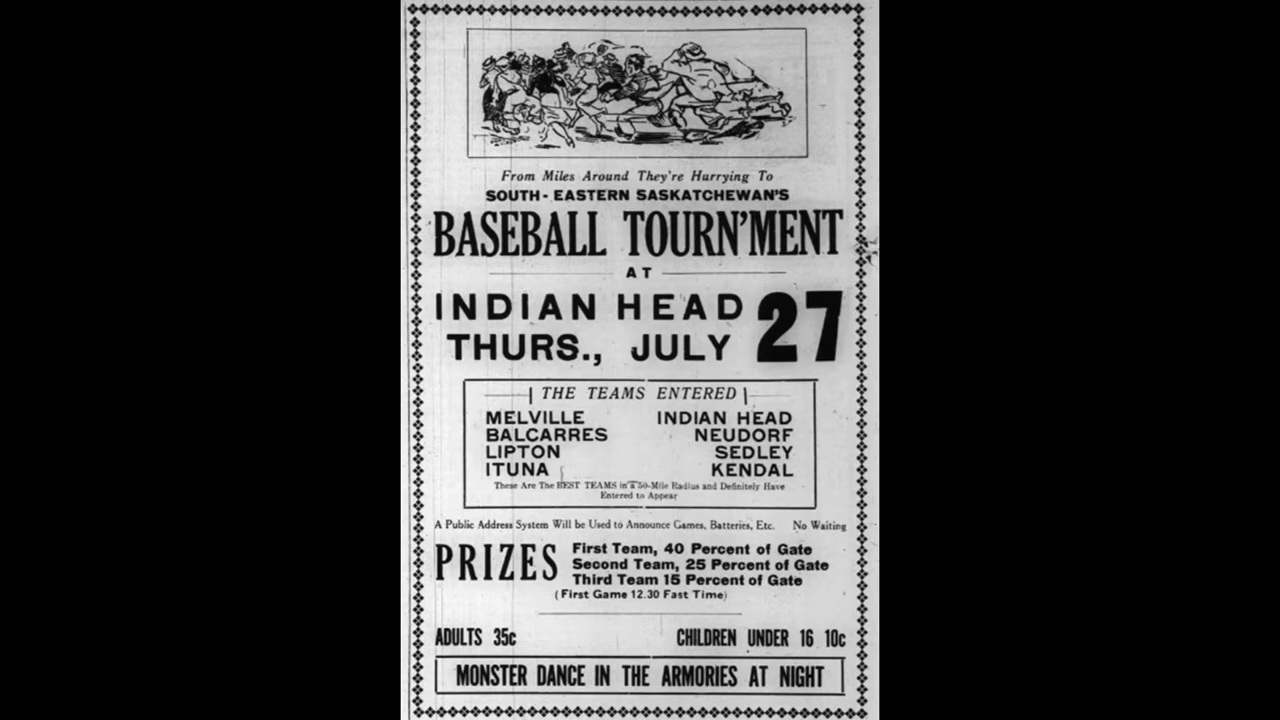 From Miles Around They're Hurrying To
SOUTH-EASTERN SASKATCHEWAN'S
BASEBALL TOURN'MENT
AT
INDIAN HEAD 27
THURS., JULY
THE TEAMS ENTERED
MELVILLE INDIAN HEAD
BALCARRES NEUDORF
LIPTON SEDLEY
ITUNA KENDAL
These Are The BEST TEAMS in a 50-Mile Radius and Definitely Have
Entered to Appear
A Public Address System Will be Used to Announce Games, Batteries, Etc. No Waiting
PRIZES First Team, 40 Percent of Gate
Second Team, 25 Percent of Gate
Third Team 15 Percent of Gate
(First Game 12.30 Fast Time)
ADULTS 35c CHILDREN UNDER 16 10c
MONSTER DANCE IN THE ARMORIES AT NIGHT